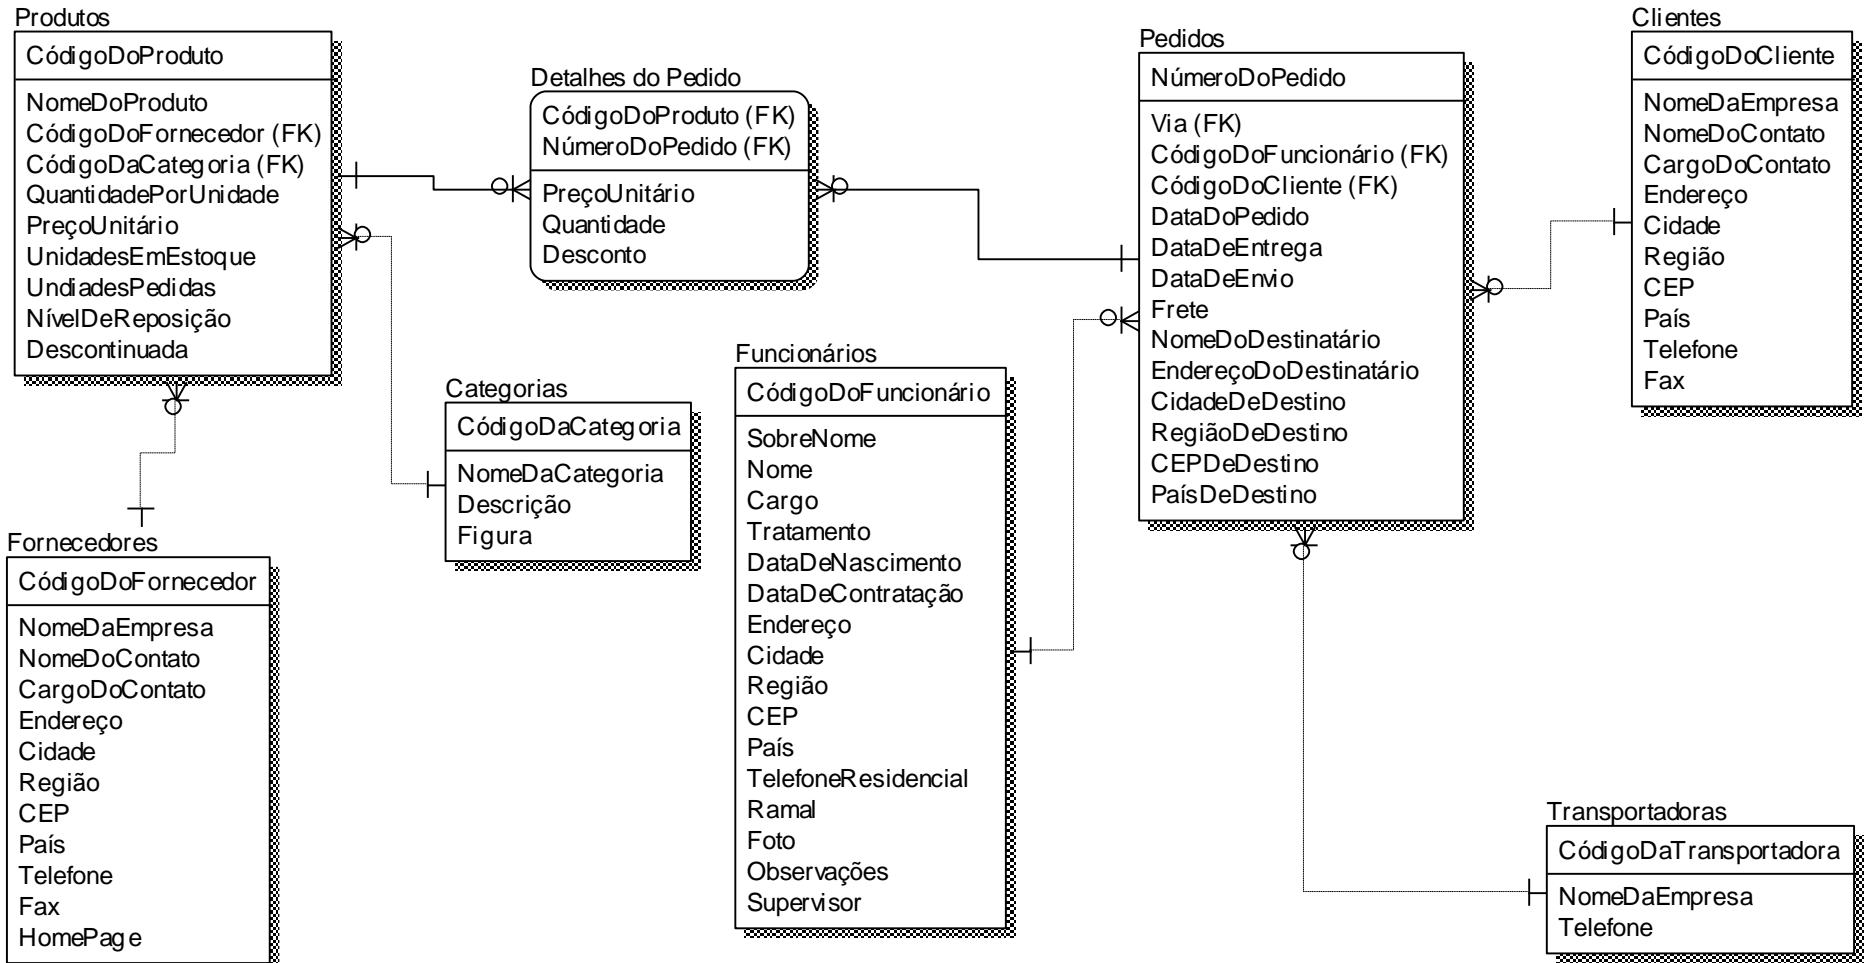 Produtos
CódigoDoProduto
NomeDoProduto
CódigoDoFornecedor (FK)
CódigoDaCategoria (FK)
QuantidadePorUnidade
PreçoUnitário
UnidadesEmEstoque
UndiadesPedidas
NívelDeReposição
Descontinuada
Detalhes do Pedido
CódigoDoProduto (FK)
NúmeroDoPedido (FK)
PreçoUnitário
Quantidade
Desconto
Pedidos
NúmeroDoPedido
Via (FK)
CódigoDoFuncionário (FK)
CódigoDoCliente (FK)
DataDoPedido
DataDeEntrega
DataDeEnvio
Frete
NomeDoDestinatário
EndereçoDoDestinatário
CidadeDeDestino
RegiãoDeDestino
CEPDeDestino
PaísDeDestino
Clientes
CódigoDoCliente
NomeDaEmpresa
NomeDoContato
CargoDoContato
Endereço
Cidade
Região
CEP
País
Telefone
Fax
Fornecedores
CódigoDoFornecedor
NomeDaEmpresa
NomeDoContato
CargoDoContato
Endereço
Cidade
Região
CEP
País
Telefone
Fax
HomePage
Categorias
CódigoDaCategoria
NomeDaCategoria
Descrição
Figura
Funcionários
CódigoDoFuncionário
SobreNome
Nome
Cargo
Tratamento
DataDeNascimento
DataDeContratação
Endereço
Cidade
Região
CEP
País
TelefoneResidencial
Ramal
Foto
Observações
Supervisor
Transportadoras
CódigoDaTransportadora
NomeDaEmpresa
Telefone